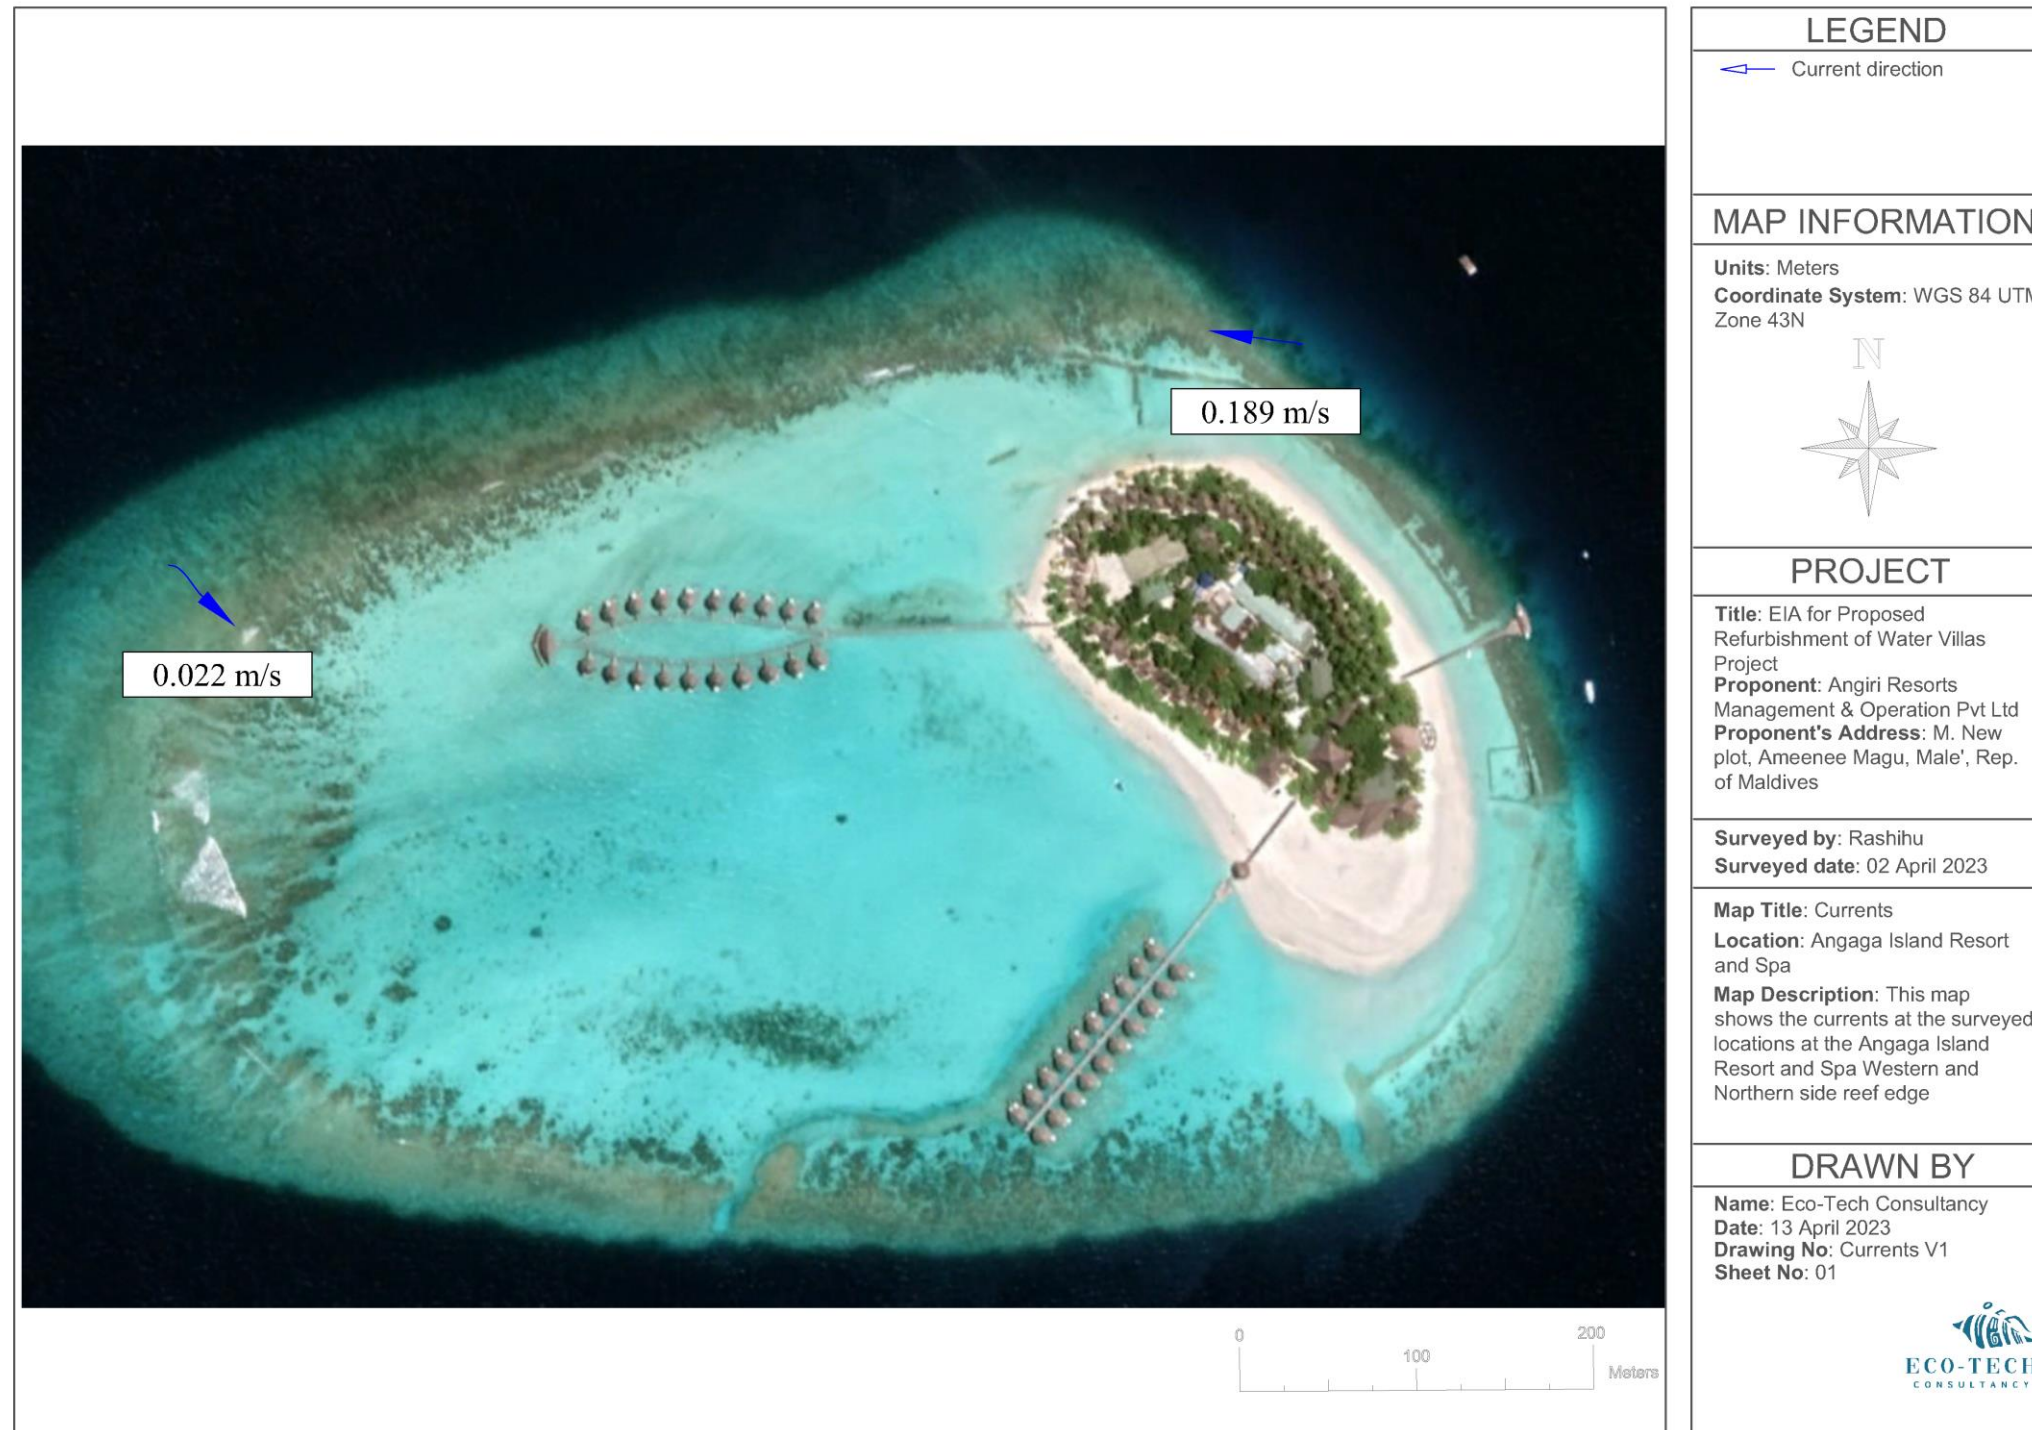 0.189 m/s
0.022 m/s
0
100
200
Meters
LEGEND
Current direction
MAP INFORMATION
Units: Meters
Coordinate System: WGS 84 UTM
Zone 43N
N
PROJECT
Title: EIA for Proposed
Refurbishment of Water Villas
Project
Proponent: Angiri Resorts
Management & Operation Pvt Ltd
Proponent's Address: M. New
plot, Ameenee Magu, Male', Rep.
of Maldives
Surveyed by: Rashihu
Surveyed date: 02 April 2023
Map Title: Currents
Location: Angaga Island Resort
and Spa
Map Description: This map
shows the currents at the surveyed
locations at the Angaga Island
Resort and Spa Western and
Northern side reef edge
DRAWN BY
Name: Eco-Tech Consultancy
Date: 13 April 2023
Drawing No: Currents V1
Sheet No: 01
ECO-TECH
CONSULTANCY